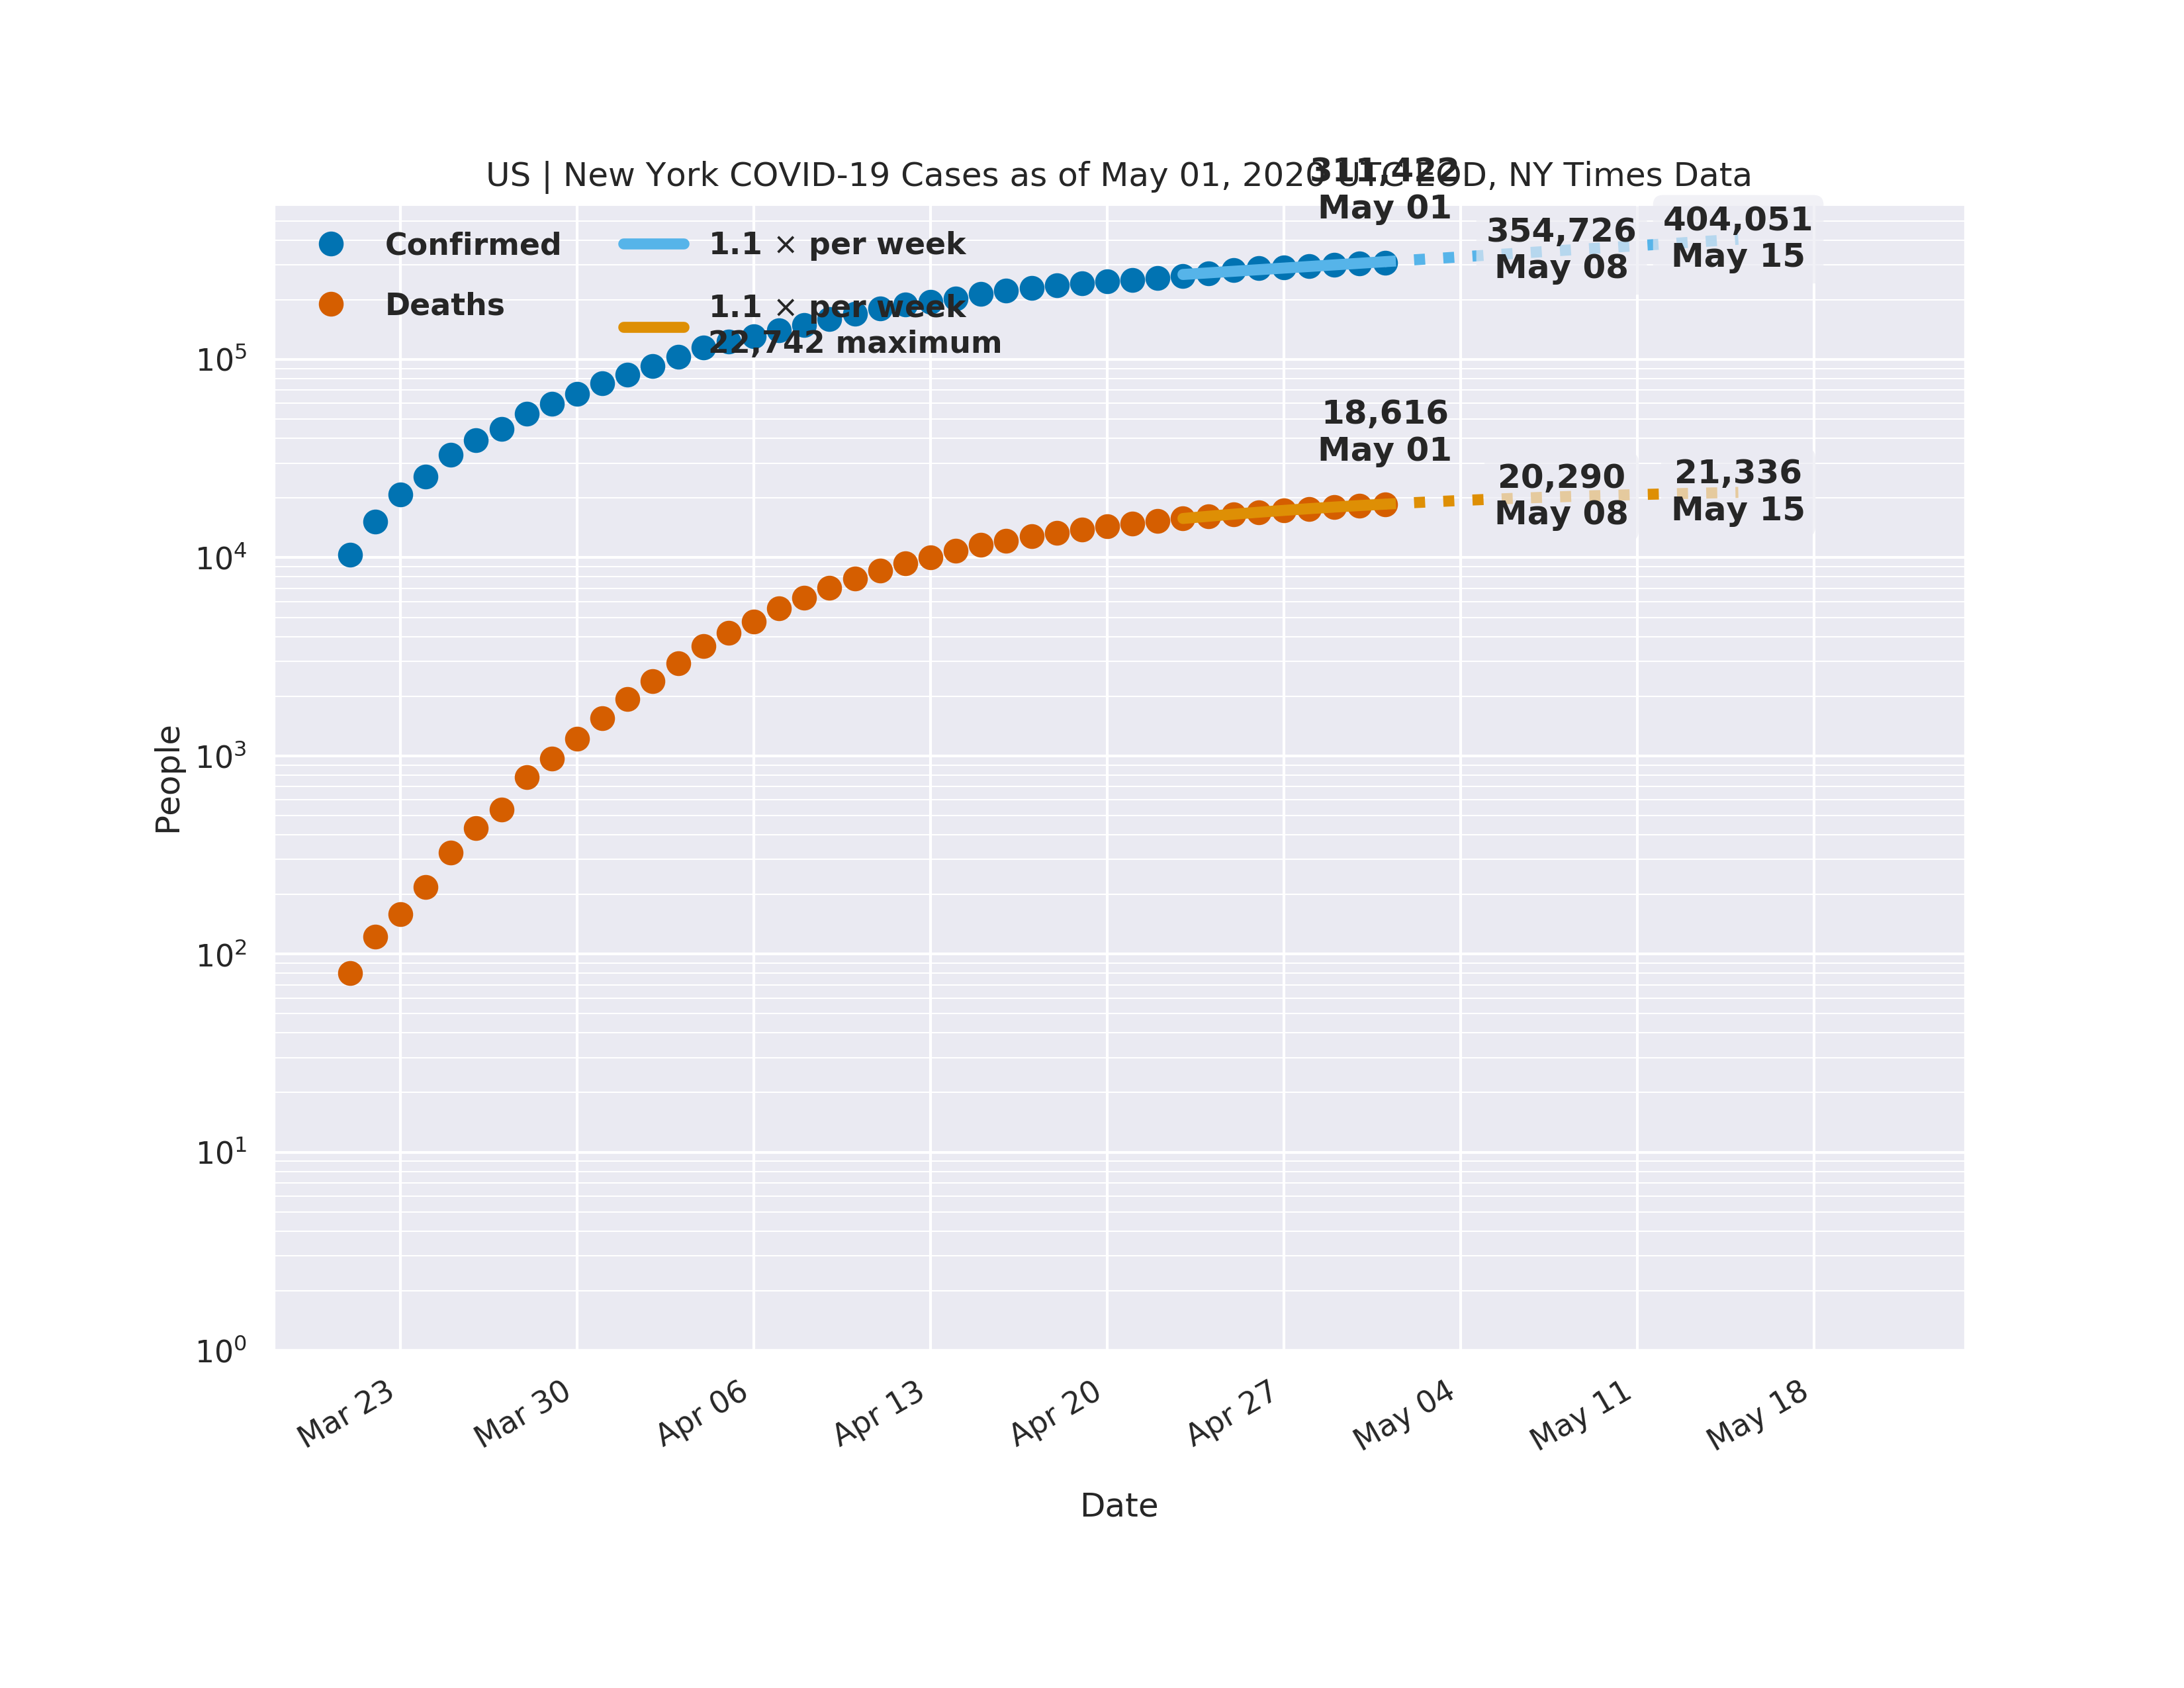 US | New York COVID-19 Cases as of May 01, 2020 UTC EOD, NY Times Data
311,422
May 01
354,726
May 08
404,051
May 15
Confirmed
Deaths
1.1 × per week
1.1 × per week
22,742 maximum
18,616
May 01
20,290
May 08
21,336
May 15
People
10⁵
10⁴
10³
10²
10¹
10⁰
Mar 23
Mar 30
Apr 06
Apr 13
Apr 20
Apr 27
May 04
May 11
May 18
Date